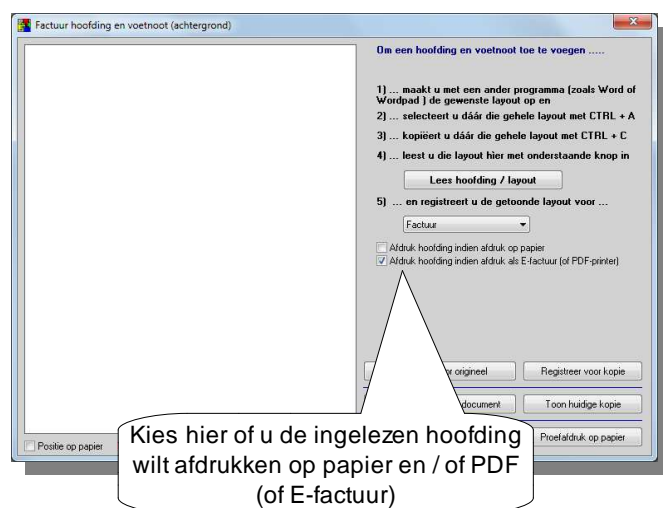 Factuur hoofding en voetnoot (achtergrond)
Om een hoofding en voetnoot toe te voegen .....
1) ... maakt u met een ander programma (zoals Word of
Wordpad ) de gewenste layout op en
2) ... selecteert u dáár die gehele layout met CTRL + A
3) ... kopiëert u dáár die gehele layout met CTRL + C
4) ... leest u die layout hier met onderstaande knop in
Lees hoofding / layout
5) ... en registreert u de getoonde layout voor ...
Factuur
Afdruk hoofding indien afdruk op papier
Afdruk hoofding indien afdruk als E-factuur (of PDF-printer)
origineel
Registreer voor kopie
document
Toon huidige kopie
Positie op papier
Proefafdruk op papier
Kies hier of u de ingelezen hoofding
wilt afdrukken op papier en / of PDF
(of E-factuur)